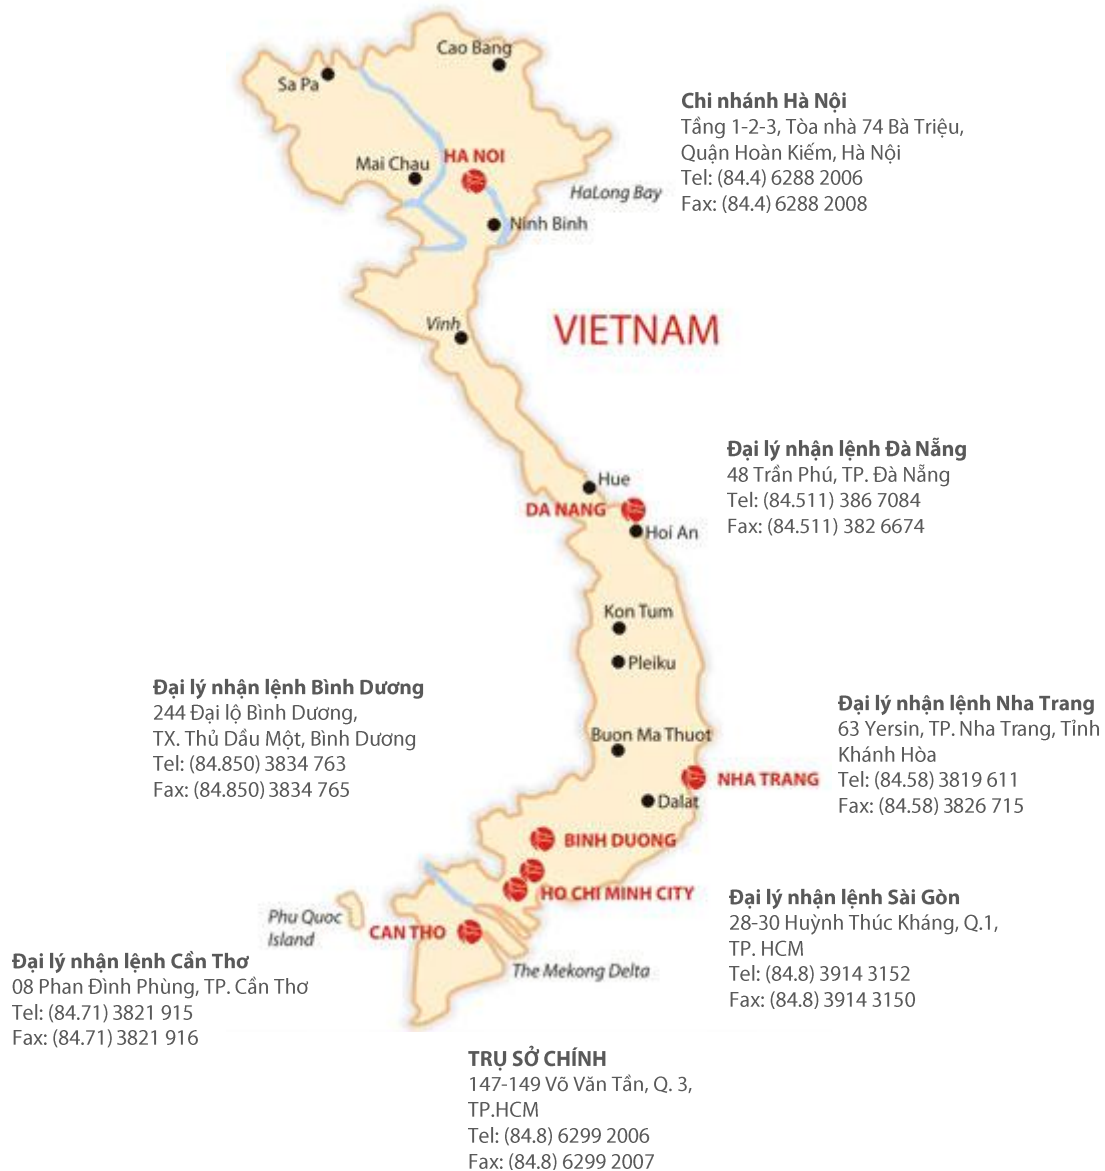 Cao Bang
Sa Pa
Mai Chau
HA NOI
HaLong Bay
Ninh Binh
Chi nhánh Hà Nội
Tầng 1-2-3, Tòa nhà 74 Bà Triệu,
Quận Hoàn Kiếm, Hà Nội
Tel: (84.4) 6288 2006
Fax: (84.4) 6288 2008
Vinh
VIETNAM
Đại lý nhận lệnh Đà Nẵng
48 Trần Phú, TP. Đà Nẵng
Tel: (84.511) 386 7084
Fax: (84.511) 382 6674
Hue
DA NANG
Hoi An
Kon Tum
Pleiku
Đại lý nhận lệnh Bình Dương
244 Đại lộ Bình Dương,
TX. Thủ Dầu Một, Bình Dương
Tel: (84.850) 3834 763
Fax: (84.850) 3834 765
Buon Ma Thuot
NHA TRANG
Dalat
Đại lý nhận lệnh Nha Trang
63 Yersin, TP. Nha Trang, Tỉnh
Khánh Hòa
Tel: (84.58) 3819 611
Fax: (84.58) 3826 715
BINH DUONG
HO CHI MINH CITY
Đại lý nhận lệnh Sài Gòn
28-30 Huỳnh Thúc Kháng, Q.1,
TP. HCM
Tel: (84.8) 3914 3152
Fax: (84.8) 3914 3150
Phu Quoc
Island
CAN THO
The Mekong Delta
Đại lý nhận lệnh Cần Thơ
08 Phan Đình Phùng, TP. Cần Thơ
Tel: (84.71) 3821 915
Fax: (84.71) 3821 916
TRỤ SỞ CHÍNH
147-149 Võ Văn Tần, Q. 3,
TP.HCM
Tel: (84.8) 6299 2006
Fax: (84.8) 6299 2007